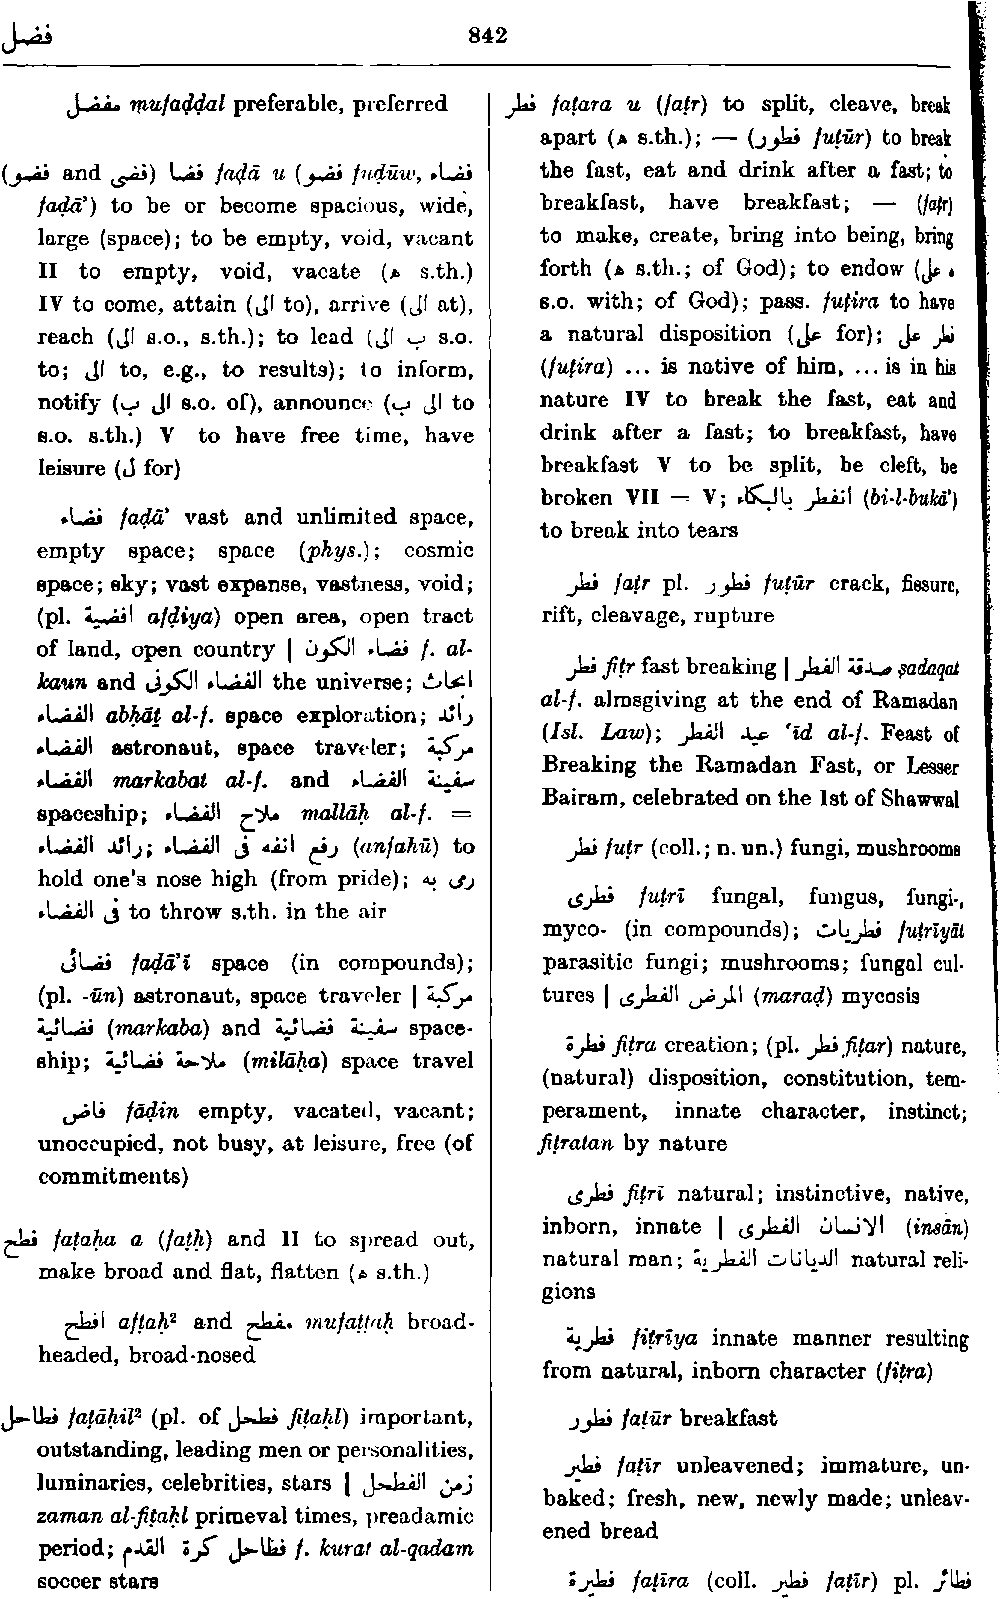 فضل
842
مفضل mufaḍḍal preferable, preferred
(فضو and فضى) فضا faḍā u (فضو fuḍūw, فضاء
faḍā’) to be or become spacious, wide,
large (space); to be empty, void, vacant
II to empty, void, vacate (ه s.th.)
IV to come, attain (الى to), arrive (الى at),
reach (الى s.o., s.th.); to lead (ب الى s.o.
to; الى to, e.g., to results); to inform,
notify (الى ب s.o. of), announce (ب الى to
s.o. s.th.) V to have free time, have
leisure (ل for)
فضاء faḍā’ vast and unlimited space,
empty space; space (phys.); cosmic
space; sky; vast expanse, vastness, void;
(pl. افضية afḍiya) open area, open tract
of land, open country | فضاء الكون f. al-
kaun and الفضاء الكونى the universe; ابحاث
الفضاء abḥāṯ al-f. space exploration; رائد
الفضاء astronaut, space traveler; مركبة
الفضاء markabat al-f. and سفينة الفضاء
spaceship; ملاح الفضاء mallāḥ al-f. =
رائد الفضاء; رفع انفه فى الفضاء (anfahū) to
hold one's nose high (from pride); رمى به
فى الفضاء to throw s.th. in the air
فضائى faḍā’ī space (in compounds);
(pl. -ūn) astronaut, space traveler | مركبة
فضائية (markaba) and سفينة فضائية space-
ship; ملاحة فضائية (milāḥa) space travel
فاض fāḍin empty, vacated, vacant;
unoccupied, not busy, at leisure, free (of
commitments)
فطح faṭaḥa a (faṭḥ) and II to spread out,
make broad and flat, flatten (ه s.th.)
افطح afṭaḥ² and مفطح mufaṭṭaḥ broad-
headed, broad-nosed
فطاحل faṭāḥil² (pl. of فطحل fiṭaḥl) important,
outstanding, leading men or personalities,
luminaries, celebrities, stars | زمن الفطحل
zaman al-fiṭaḥl primeval times, preadamic
period; فطاحل كرة القدم f. kurat al-qadam
soccer stars
فطر faṭara u (faṭr) to split, cleave, break
apart (ه s.th.); — (فطور fuṭūr) to break
the fast, eat and drink after a fast; to
breakfast, have breakfast; — (faṭr)
to make, create, bring into being, bring
forth (ه s.th.; of God); to endow (ه على
s.o. with; of God); pass. fuṭira to have
a natural disposition (على for); فطر على
(fuṭira) ... is native of him, ... is in his
nature IV to break the fast, eat and
drink after a fast; to breakfast, have
breakfast V to be split, be cleft, be
broken VII = V; انفطر بالبكاء (bi-l-bukā’)
to break into tears
فطر faṭr pl. فطور fuṭūr crack, fissure,
rift, cleavage, rupture
فطر fiṭr fast breaking | صدقة الفطر ṣadaqat
al-f. almsgiving at the end of Ramadan
(Isl. Law); عيد الفطر ‘īd al-f. Feast of
Breaking the Ramadan Fast, or Lesser
Bairam, celebrated on the 1st of Shawwal
فطر fuṭr (coll.; n. un.) fungi, mushrooms
فطرى fuṭrī fungal, fungus, fungi-,
myco- (in compounds); فطريات fuṭrīyāt
parasitic fungi; mushrooms; fungal cul-
tures | المرض الفطرى (maraḍ) mycosis
فطرة fiṭra creation; (pl. فطر fiṭar) nature,
(natural) disposition, constitution, tem-
perament, innate character, instinct;
fiṭratan by nature
فطرى fiṭrī natural; instinctive, native,
inborn, innate | الانسان الفطرى (insān)
natural man; الديانات الفطرية natural reli-
gions
فطرية fiṭrīya innate manner resulting
from natural, inborn character (fiṭra)
فطور faṭūr breakfast
فطير faṭīr unleavened; immature, un-
baked; fresh, new, newly made; unleav-
ened bread
فطيرة faṭīra (coll. فطير faṭīr) pl. فطائر